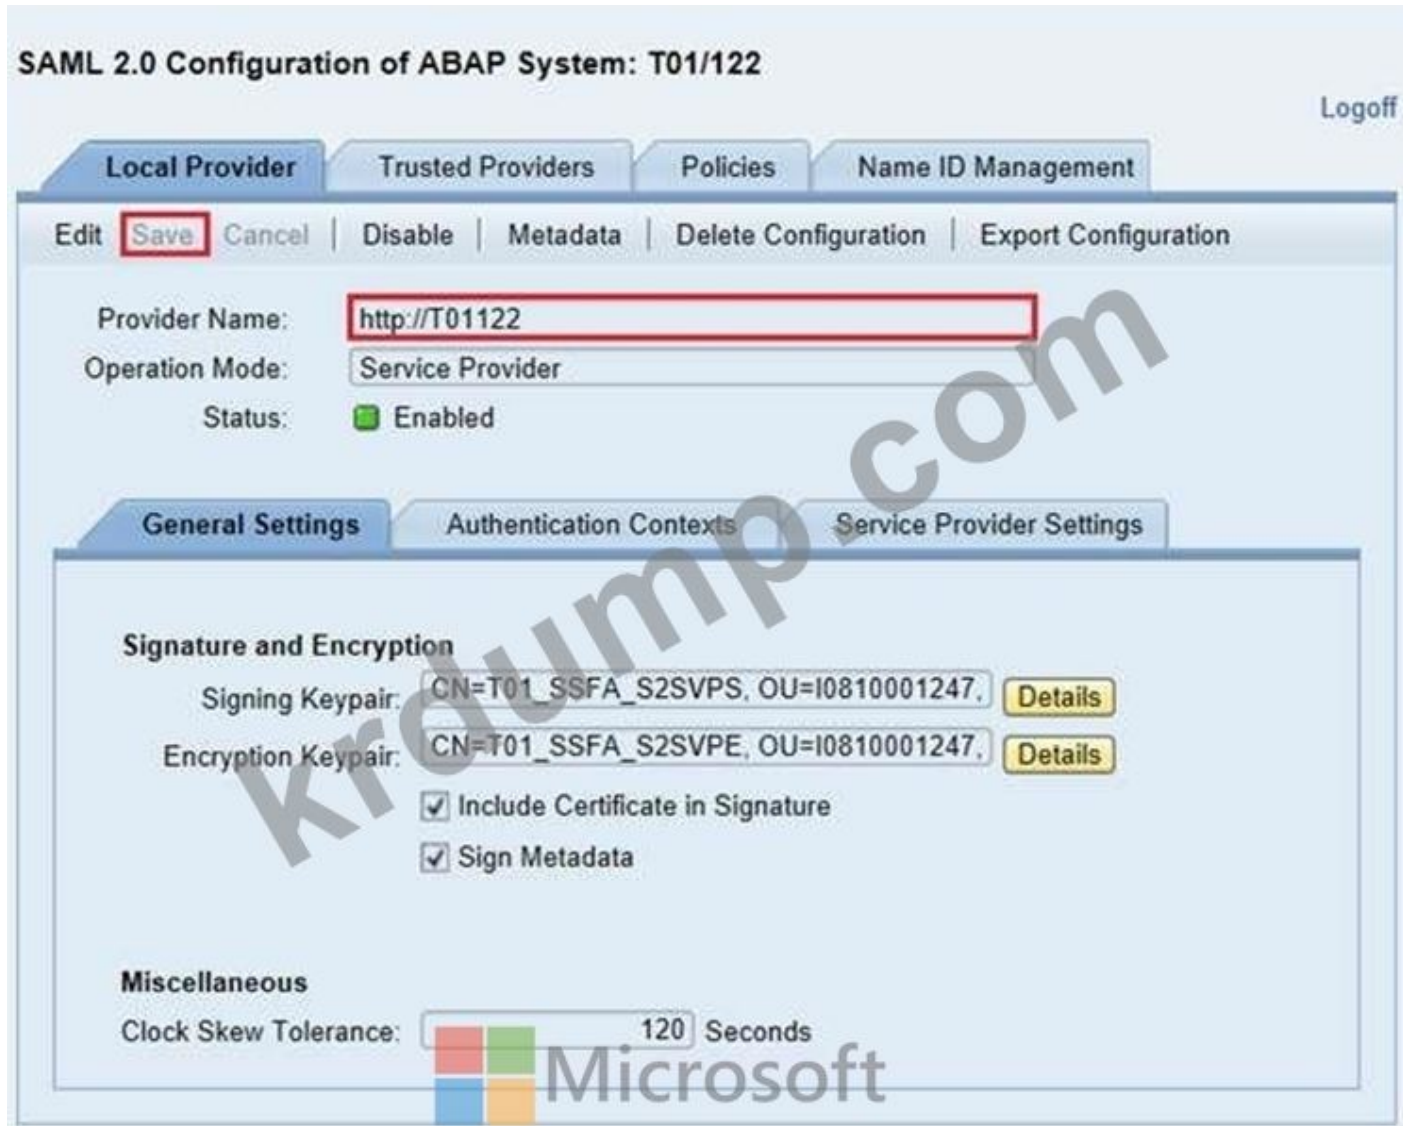 SAML 2.0 Configuration of ABAP System: T01/122
Logoff
Local Provider Trusted Providers Policies Name ID Management
Edit Save Cancel Disable Metadata Delete Configuration Export Configuration
Provider Name: http://T01122
Operation Mode: Service Provider
Status: Enabled
General Settings Authentication Contexts Service Provider Settings
Signature and Encryption
Signing Keypair: CN=T01_SSFA_S2SVPS, OU=I0810001247, Details
Encryption Keypair: CN=T01_SSFA_S2SVPE, OU=I0810001247, Details
Include Certificate in Signature
Sign Metadata
Miscellaneous
Clock Skew Tolerance: 120 Seconds
krdump.com
Microsoft